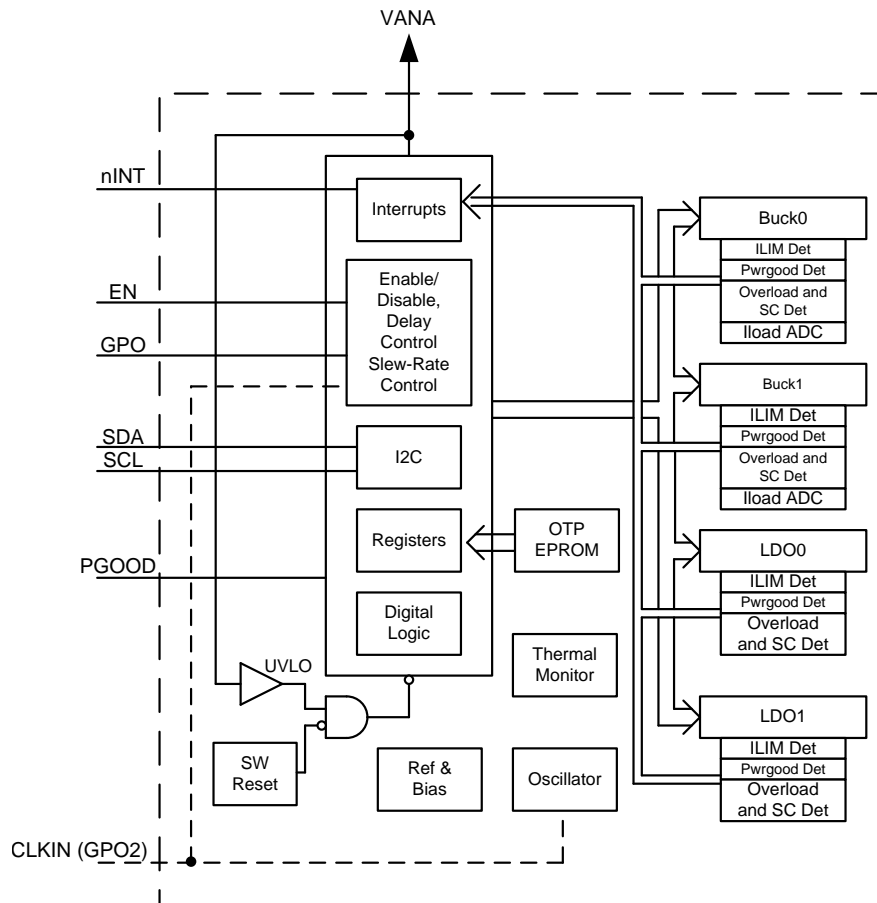 VANA
nINT
Interrupts
EN
Enable/
Disable,
Delay
Control
Slew-Rate
Control
GPO
SDA
SCL
I2C
Registers
OTP
EPROM
PGOOD
Digital
Logic
UVLO
Thermal
Monitor
SW
Reset
Ref &
Bias
Oscillator
CLKIN (GPO2)
Buck0
ILIM Det
Pwrgood Det
Overload and
SC Det
Iload ADC
Buck1
ILIM Det
Pwrgood Det
Overload and
SC Det
Iload ADC
LDO0
ILIM Det
Pwrgood Det
Overload
and SC Det
LDO1
ILIM Det
Pwrgood Det
Overload
and SC Det